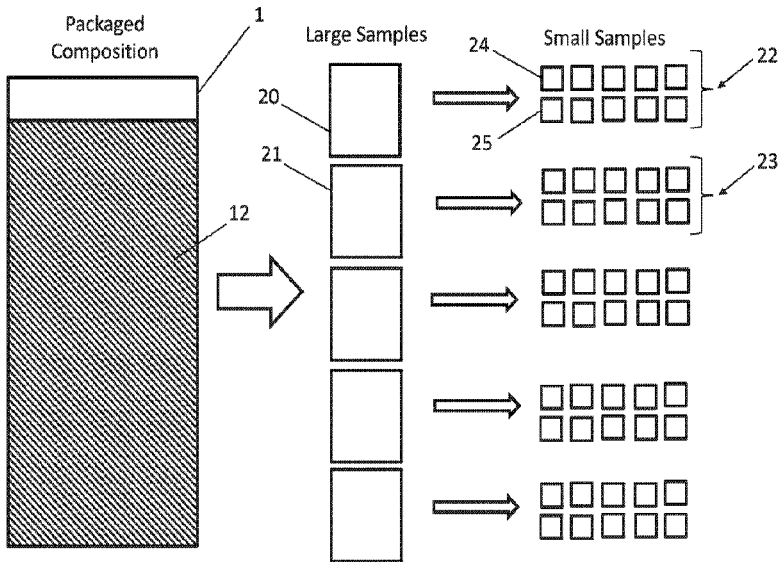 Packaged
Composition
1
Large Samples
Small Samples
24
22
20
25
21
23
12